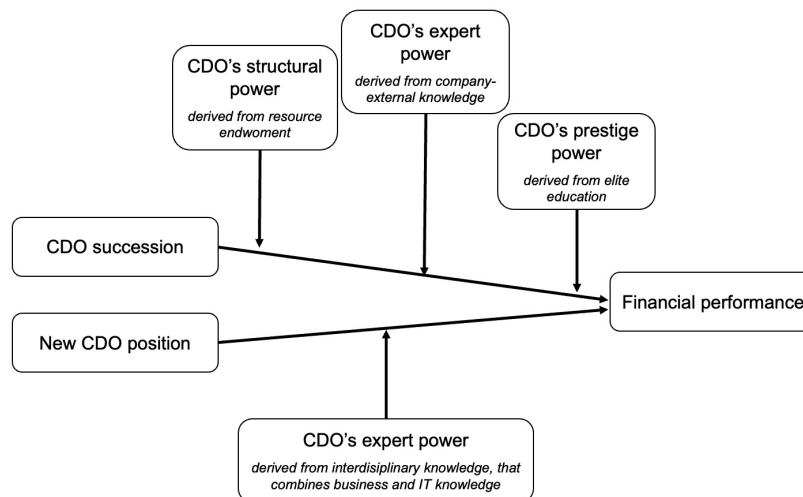 CDO's structural
power
derived from resource
endwoment
CDO's expert
power
derived from company-
external knowledge
CDO's prestige
power
derived from elite
education
CDO succession
New CDO position
Financial performance
CDO's expert power
derived from interdisiplinary knowledge, that
combines business and IT knowledge